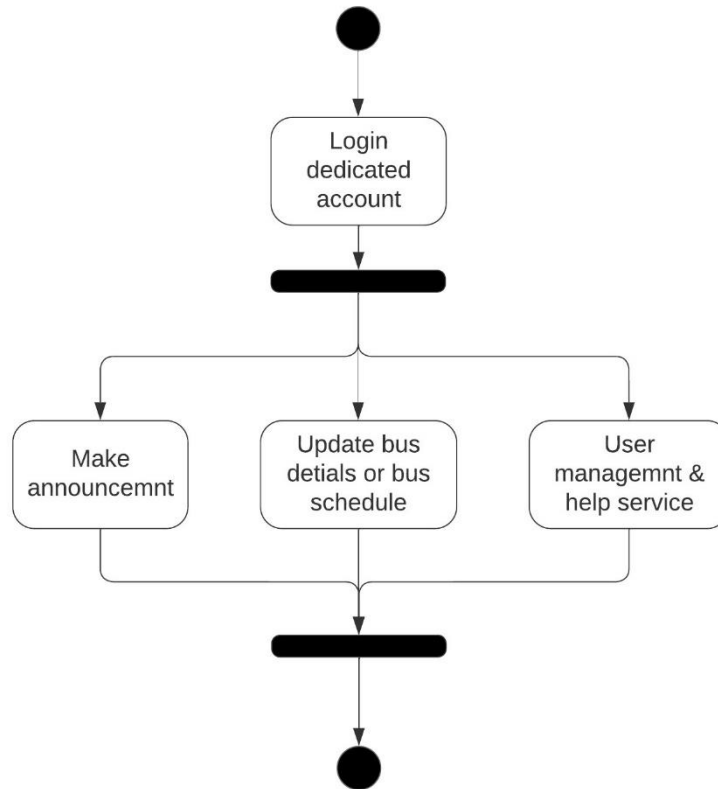 Login
dedicated
account
Make
announcemnt
Update bus
detials or bus
schedule
User
managemnt &
help service